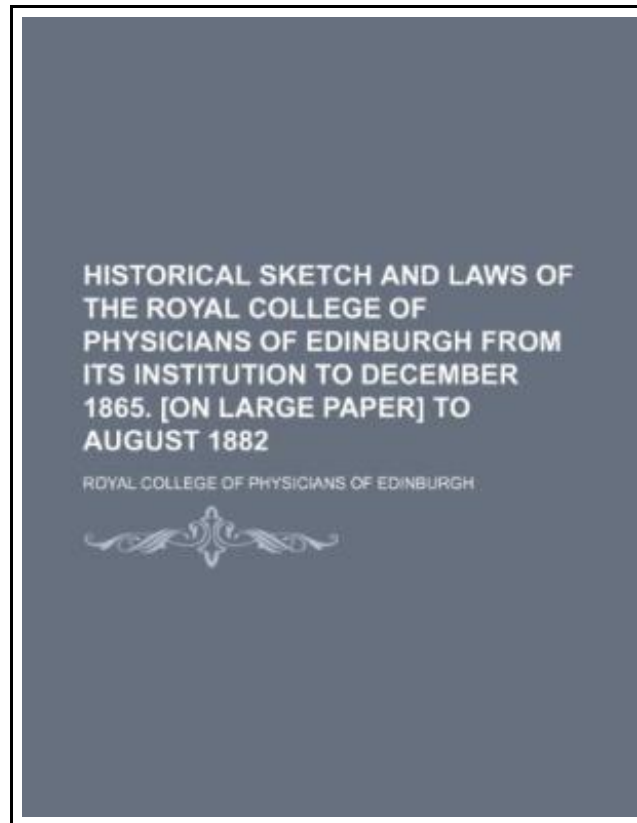 HISTORICAL SKETCH AND LAWS OF
THE ROYAL COLLEGE OF
PHYSICIANS OF EDINBURGH FROM
ITS INSTITUTION TO DECEMBER
1865. [ON LARGE PAPER] TO
AUGUST 1882
ROYAL COLLEGE OF PHYSICIANS OF EDINBURGH